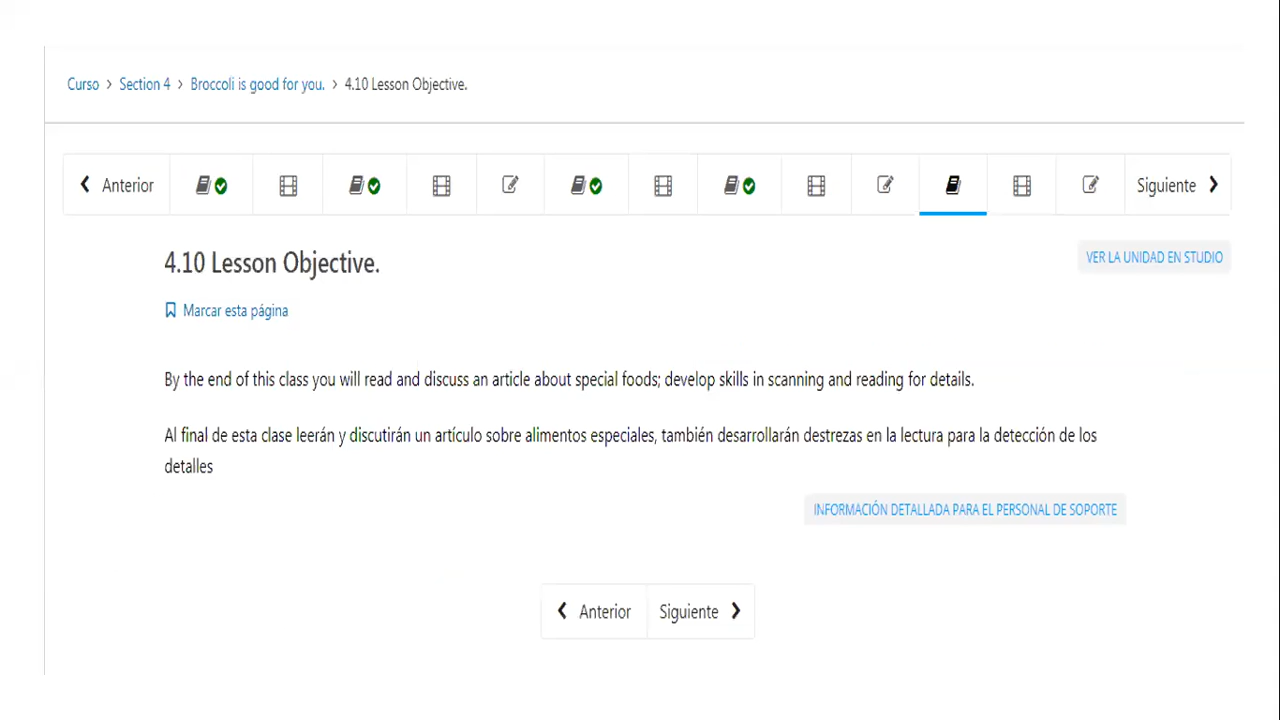 Curso > Section 4 > Broccoli is good for you. > 4.10 Lesson Objective.
Anterior
Siguiente
4.10 Lesson Objective.
VER LA UNIDAD EN STUDIO
Marcar esta página
By the end of this class you will read and discuss an article about special foods; develop skills in scanning and reading for details.
Al final de esta clase leerán y discutirán un artículo sobre alimentos especiales, también desarrollarán destrezas en la lectura para la detección de los
detalles
INFORMACIÓN DETALLADA PARA EL PERSONAL DE SOPORTE
Anterior
Siguiente